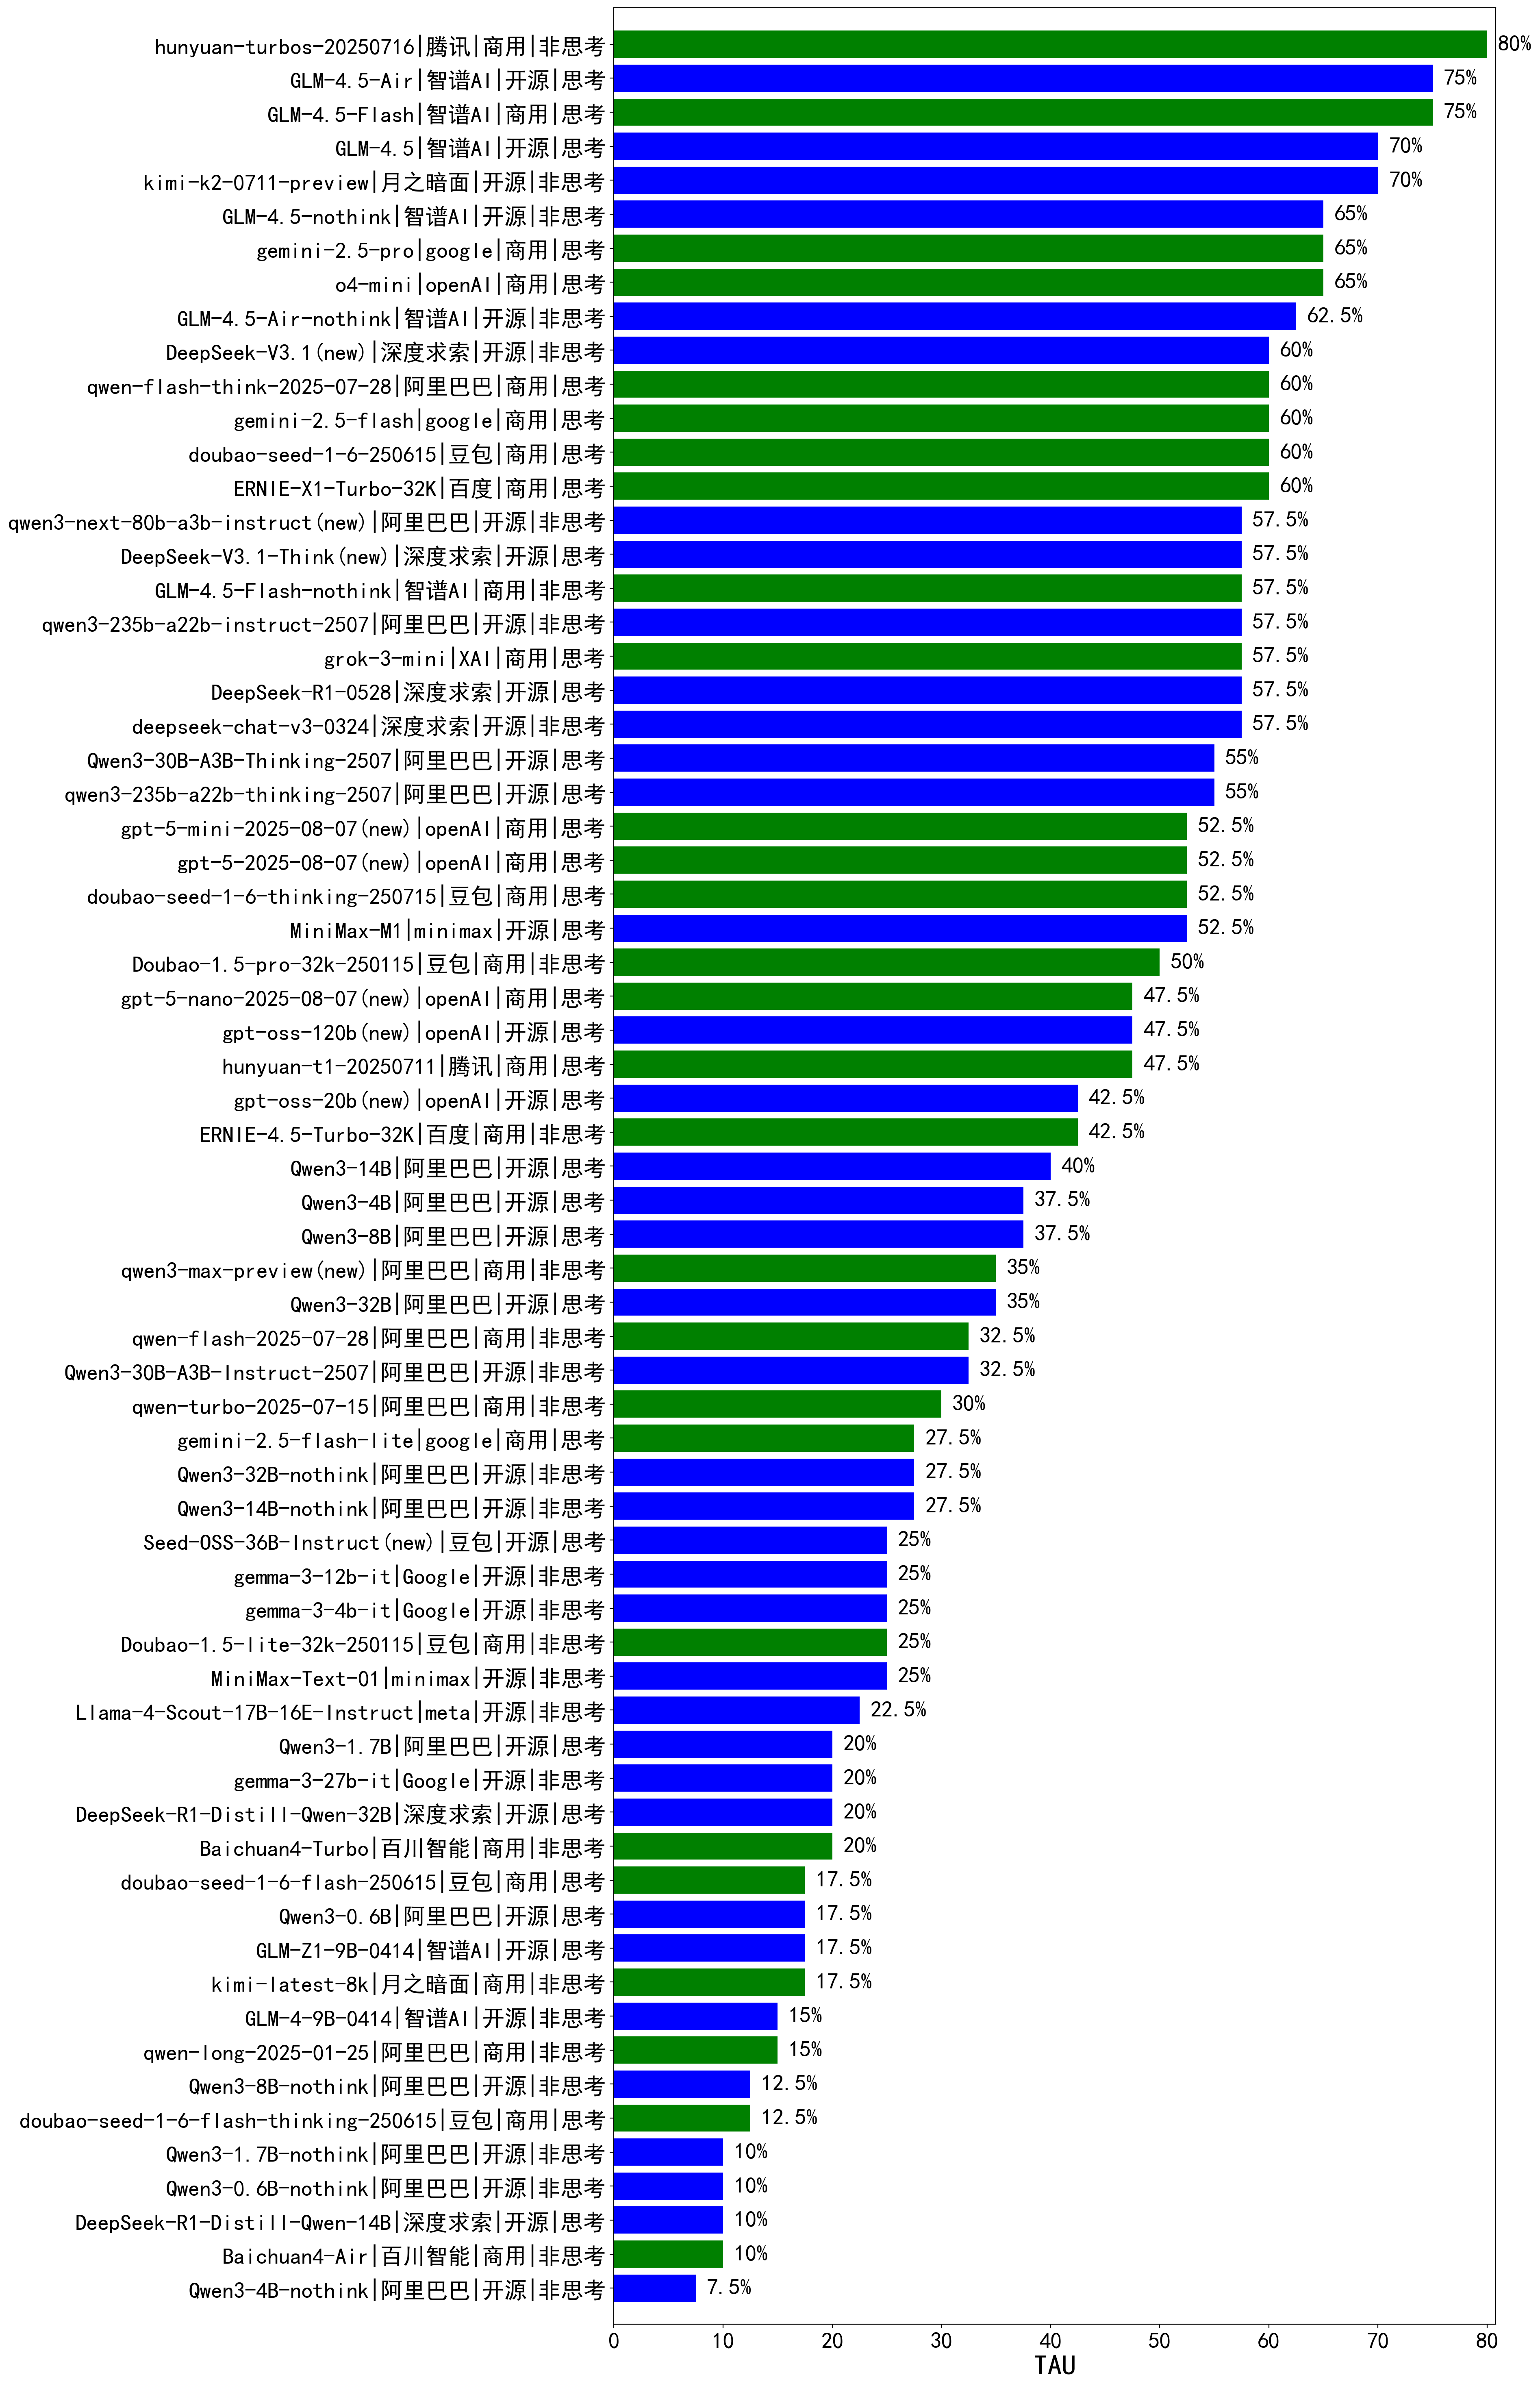 hunyuan-turbos-20250716|腾讯|商用|非思考 80%
GLM-4.5-Air|智谱AI|开源|思考 75%
GLM-4.5-Flash|智谱AI|商用|思考 75%
GLM-4.5|智谱AI|开源|思考 70%
kimi-k2-0711-preview|月之暗面|开源|非思考 70%
GLM-4.5-nothink|智谱AI|开源|非思考 65%
gemini-2.5-pro|google|商用|思考 65%
o4-mini|openAI|商用|思考 65%
GLM-4.5-Air-nothink|智谱AI|开源|非思考 62.5%
DeepSeek-V3.1(new)|深度求索|开源|非思考 60%
qwen-flash-think-2025-07-28|阿里巴巴|商用|思考 60%
gemini-2.5-flash|google|商用|思考 60%
doubao-seed-1-6-250615|豆包|商用|思考 60%
ERNIE-X1-Turbo-32K|百度|商用|思考 60%
qwen3-next-80b-a3b-instruct(new)|阿里巴巴|开源|非思考 57.5%
DeepSeek-V3.1-Think(new)|深度求索|开源|思考 57.5%
GLM-4.5-Flash-nothink|智谱AI|商用|非思考 57.5%
qwen3-235b-a22b-instruct-2507|阿里巴巴|开源|非思考 57.5%
grok-3-mini|XAI|商用|思考 57.5%
DeepSeek-R1-0528|深度求索|开源|思考 57.5%
deepseek-chat-v3-0324|深度求索|开源|非思考 57.5%
Qwen3-30B-A3B-Thinking-2507|阿里巴巴|开源|思考 55%
qwen3-235b-a22b-thinking-2507|阿里巴巴|开源|思考 55%
gpt-5-mini-2025-08-07(new)|openAI|商用|思考 52.5%
gpt-5-2025-08-07(new)|openAI|商用|思考 52.5%
doubao-seed-1-6-thinking-250715|豆包|商用|思考 52.5%
MiniMax-M1|minimax|开源|思考 52.5%
Doubao-1.5-pro-32k-250115|豆包|商用|非思考 50%
gpt-5-nano-2025-08-07(new)|openAI|商用|思考 47.5%
gpt-oss-120b(new)|openAI|开源|思考 47.5%
hunyuan-t1-20250711|腾讯|商用|思考 47.5%
gpt-oss-20b(new)|openAI|开源|思考 42.5%
ERNIE-4.5-Turbo-32K|百度|商用|非思考 42.5%
Qwen3-14B|阿里巴巴|开源|思考 40%
Qwen3-4B|阿里巴巴|开源|思考 37.5%
Qwen3-8B|阿里巴巴|开源|思考 37.5%
qwen3-max-preview(new)|阿里巴巴|商用|非思考 35%
Qwen3-32B|阿里巴巴|开源|思考 35%
qwen-flash-2025-07-28|阿里巴巴|商用|非思考 32.5%
Qwen3-30B-A3B-Instruct-2507|阿里巴巴|开源|非思考 32.5%
qwen-turbo-2025-07-15|阿里巴巴|商用|非思考 30%
gemini-2.5-flash-lite|google|商用|思考 27.5%
Qwen3-32B-nothink|阿里巴巴|开源|非思考 27.5%
Qwen3-14B-nothink|阿里巴巴|开源|非思考 27.5%
Seed-OSS-36B-Instruct(new)|豆包|开源|思考 25%
gemma-3-12b-it|Google|开源|非思考 25%
gemma-3-4b-it|Google|开源|非思考 25%
Doubao-1.5-lite-32k-250115|豆包|商用|非思考 25%
MiniMax-Text-01|minimax|开源|非思考 25%
Llama-4-Scout-17B-16E-Instruct|meta|开源|非思考 22.5%
Qwen3-1.7B|阿里巴巴|开源|思考 20%
gemma-3-27b-it|Google|开源|非思考 20%
DeepSeek-R1-Distill-Qwen-32B|深度求索|开源|思考 20%
Baichuan4-Turbo|百川智能|商用|非思考 20%
doubao-seed-1-6-flash-250615|豆包|商用|思考 17.5%
Qwen3-0.6B|阿里巴巴|开源|思考 17.5%
GLM-Z1-9B-0414|智谱AI|开源|思考 17.5%
kimi-latest-8k|月之暗面|商用|非思考 17.5%
GLM-4-9B-0414|智谱AI|开源|非思考 15%
qwen-long-2025-01-25|阿里巴巴|商用|非思考 15%
Qwen3-8B-nothink|阿里巴巴|开源|非思考 12.5%
doubao-seed-1-6-flash-thinking-250615|豆包|商用|思考 12.5%
Qwen3-1.7B-nothink|阿里巴巴|开源|非思考 10%
Qwen3-0.6B-nothink|阿里巴巴|开源|非思考 10%
DeepSeek-R1-Distill-Qwen-14B|深度求索|开源|思考 10%
Baichuan4-Air|百川智能|商用|非思考 10%
Qwen3-4B-nothink|阿里巴巴|开源|非思考 7.5%
0 10 20 30 40 50 60 70 80
TAU